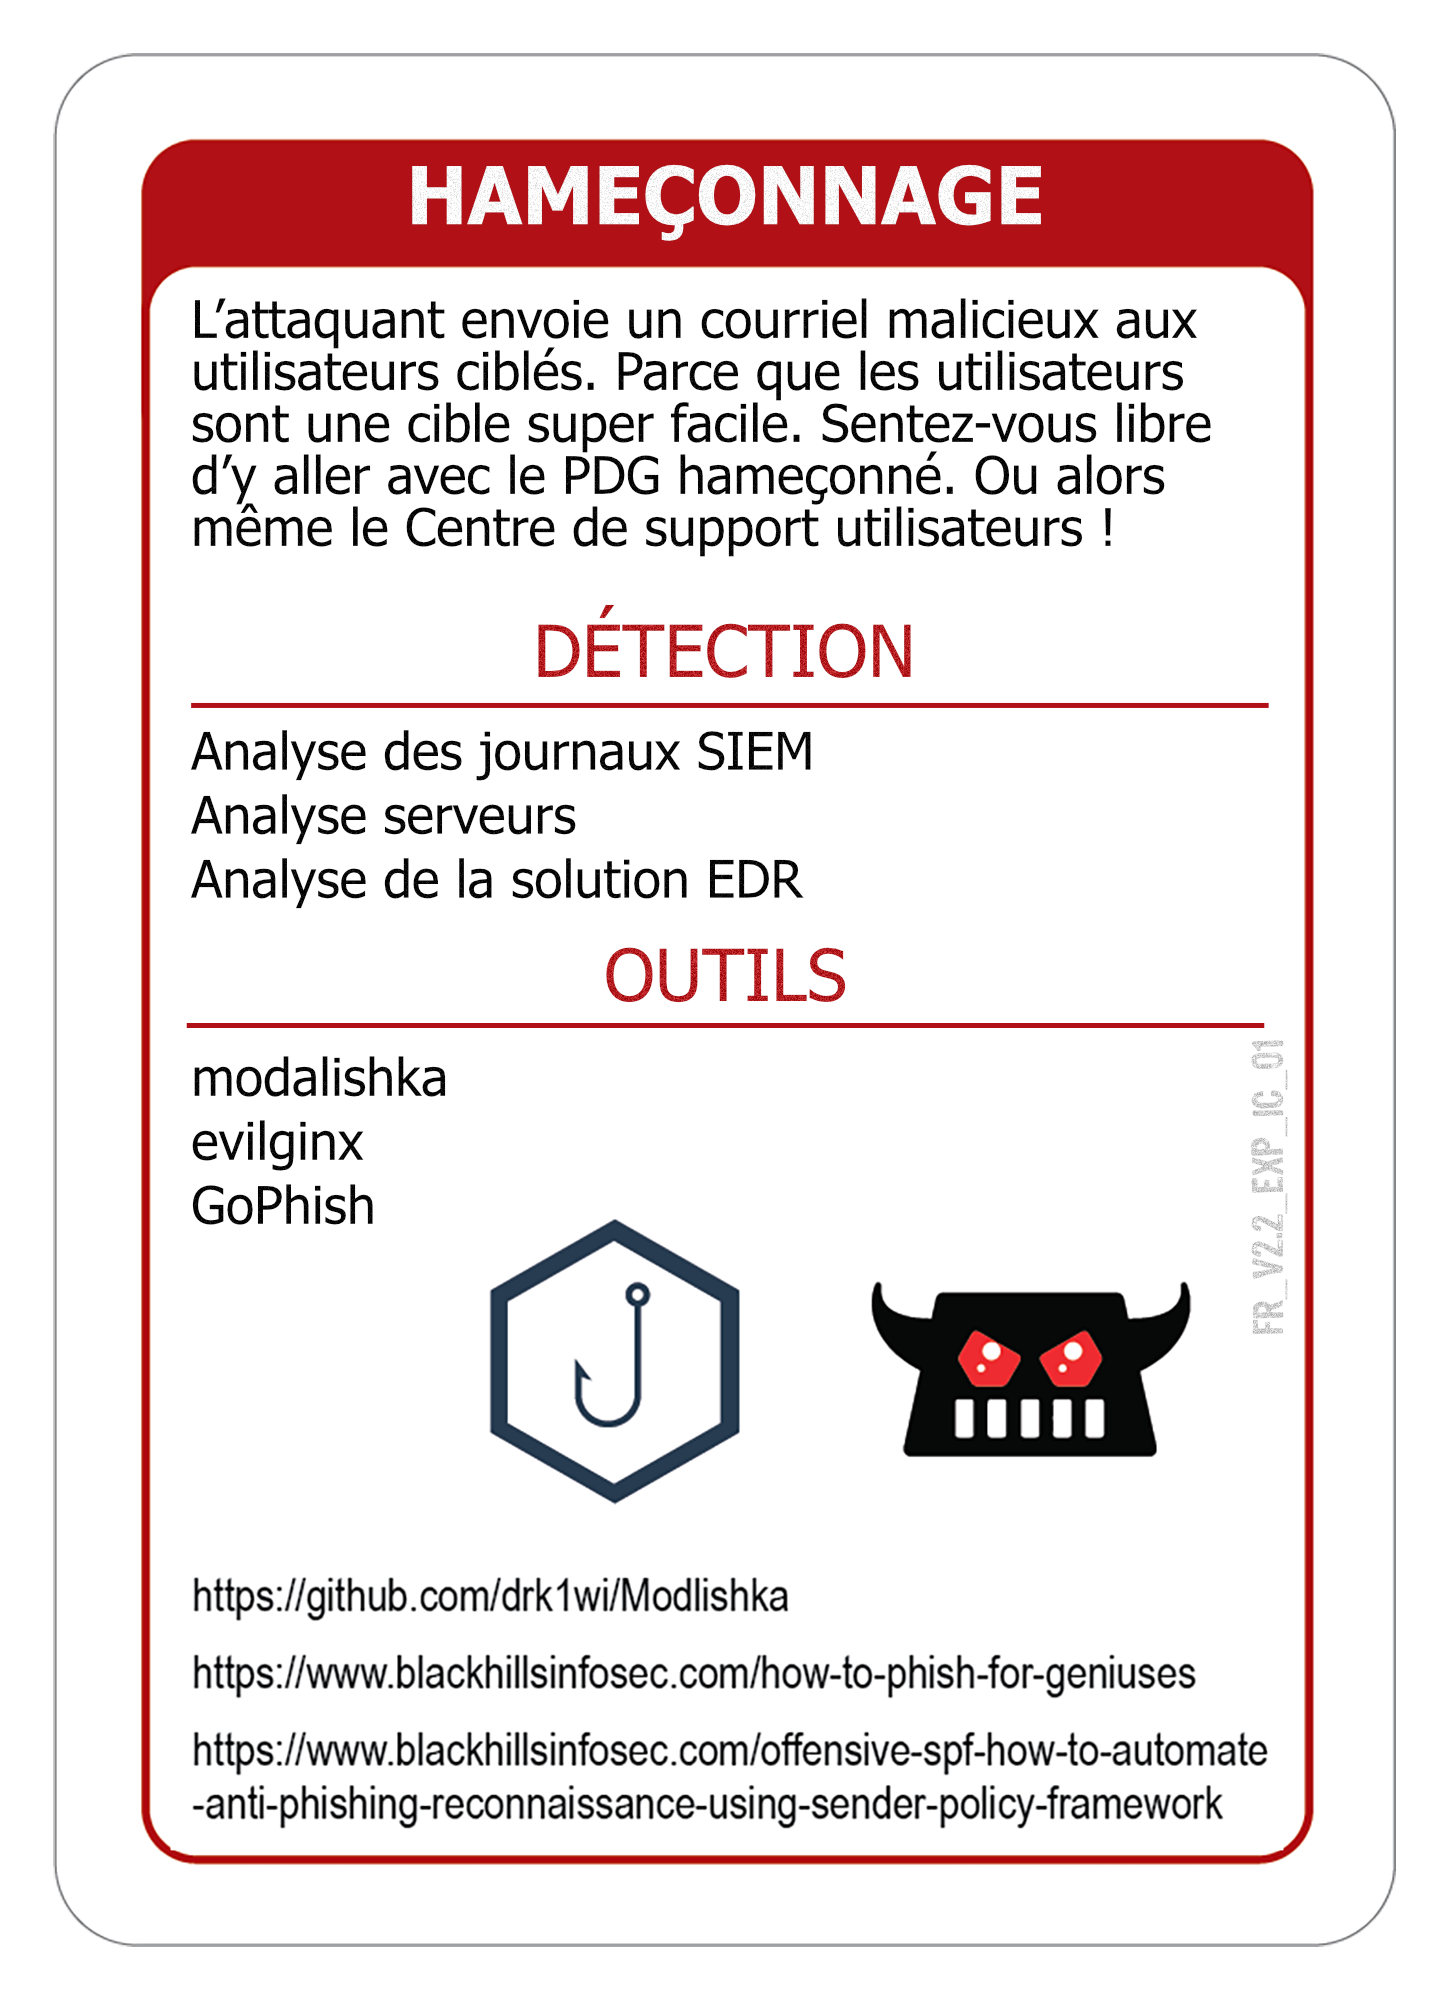 HAMEÇONNAGE
L’attaquant envoie un courriel malicieux aux
utilisateurs ciblés. Parce que les utilisateurs
sont une cible super facile. Sentez-vous libre
d’y aller avec le PDG hameçonné. Ou alors
même le Centre de support utilisateurs !
DÉTECTION
Analyse des journaux SIEM
Analyse serveurs
Analyse de la solution EDR
OUTILS
modalishka
evilginx
GoPhish
FR_V2.2_EXP_IC_01
https://github.com/drk1wi/Modlishka
https://www.blackhillsinfosec.com/how-to-phish-for-geniuses
https://www.blackhillsinfosec.com/offensive-spf-how-to-automate
-anti-phishing-reconnaissance-using-sender-policy-framework